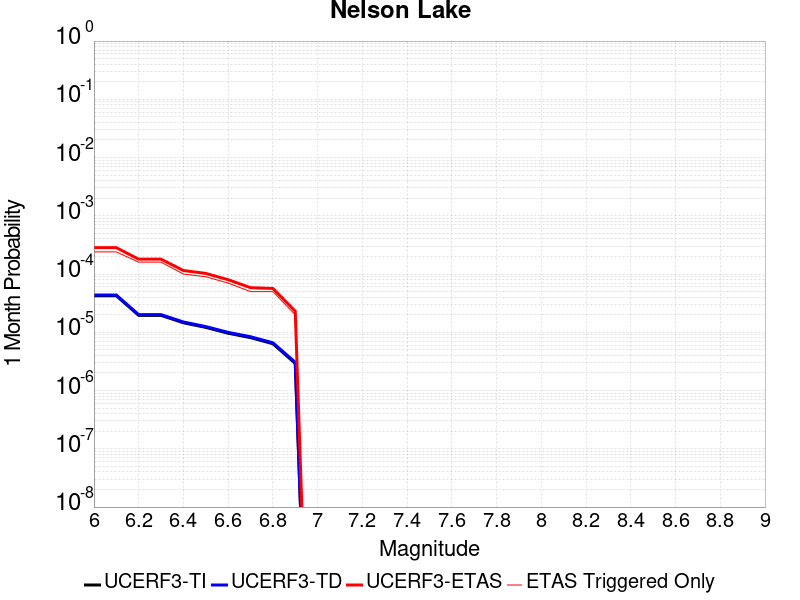 Nelson Lake
10^0
10^-1
10^-2
10^-3
10^-4
10^-5
10^-6
10^-7
10^-8
1 Month Probability
6 6.2 6.4 6.6 6.8 7 7.2 7.4 7.6 7.8 8 8.2 8.4 8.6 8.8 9
Magnitude
UCERF3-TI UCERF3-TD UCERF3-ETAS ETAS Triggered Only